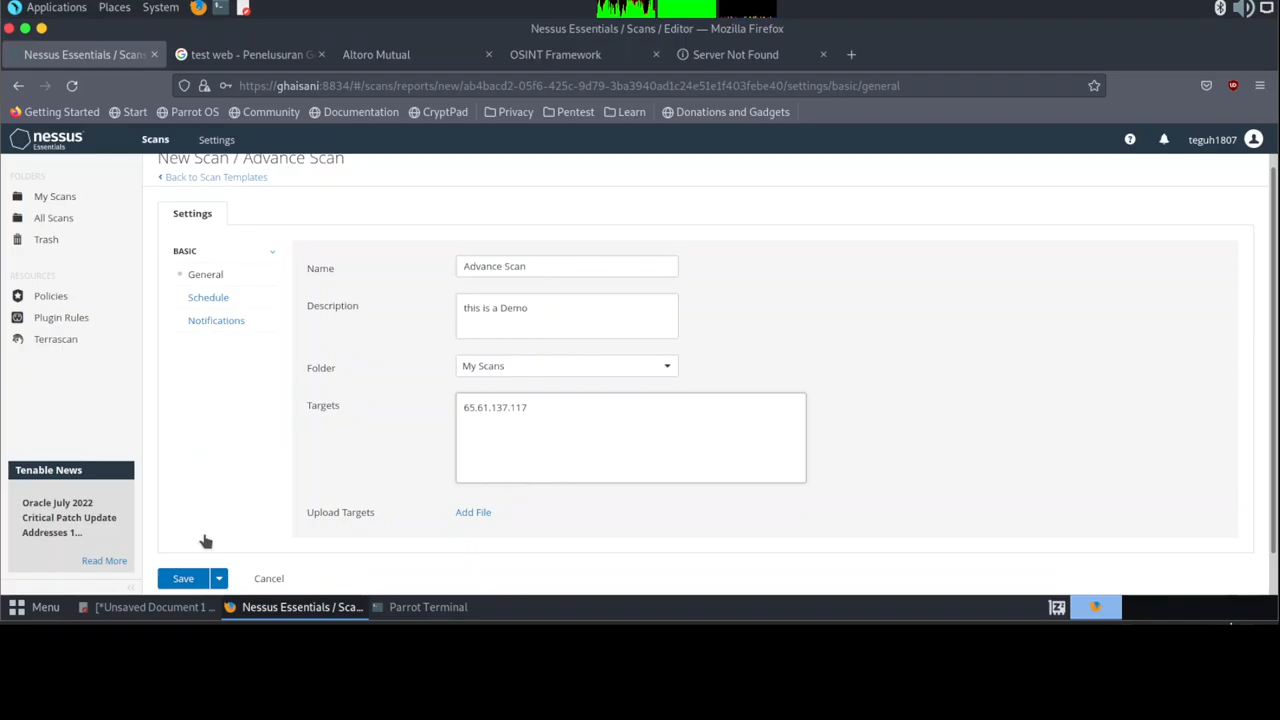 Applications Places System
Nessus Essentials / Scans / Editor — Mozilla Firefox
Nessus Essentials / Scans
test web - Penelusuran G
Altoro Mutual
OSINT Framework
Server Not Found
https://ghaisani:8834/#/scans/reports/new/ab4bacd2-05f6-425c-9d79-3ba3940ad1c24e51e1f403febe40/settings/basic/general
Getting Started Start Parrot OS Community Documentation CryptPad Privacy Pentest Learn Donations and Gadgets
nessus Essentials
Scans Settings
teguh1807
New Scan / Advance Scan
Back to Scan Templates
FOLDERS
My Scans
All Scans
Trash
RESOURCES
Policies
Plugin Rules
Terrascan
Tenable News
Oracle July 2022
Critical Patch Update
Addresses 1...
Read More
Settings
BASIC
General
Schedule
Notifications
Name Advance Scan
Description this is a Demo
Folder My Scans
Targets 65.61.137.117
Upload Targets Add File
Save Cancel
Menu [*Unsaved Document 1 ... Nessus Essentials / Sca... Parrot Terminal